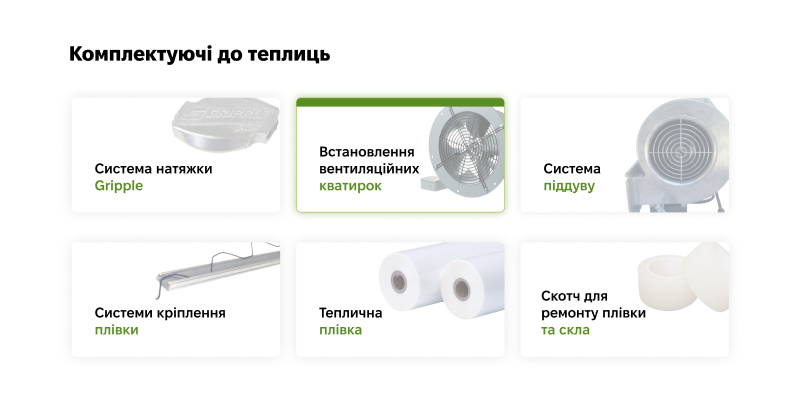 Комплектуючі до теплиць
GRIPPLE
Система натяжки
Gripple
Встановлення
вентиляційних
кватирок
Система
піддуву
Системи кріплення
плівки
Теплична
плівка
Скотч для
ремонту плівки
та скла